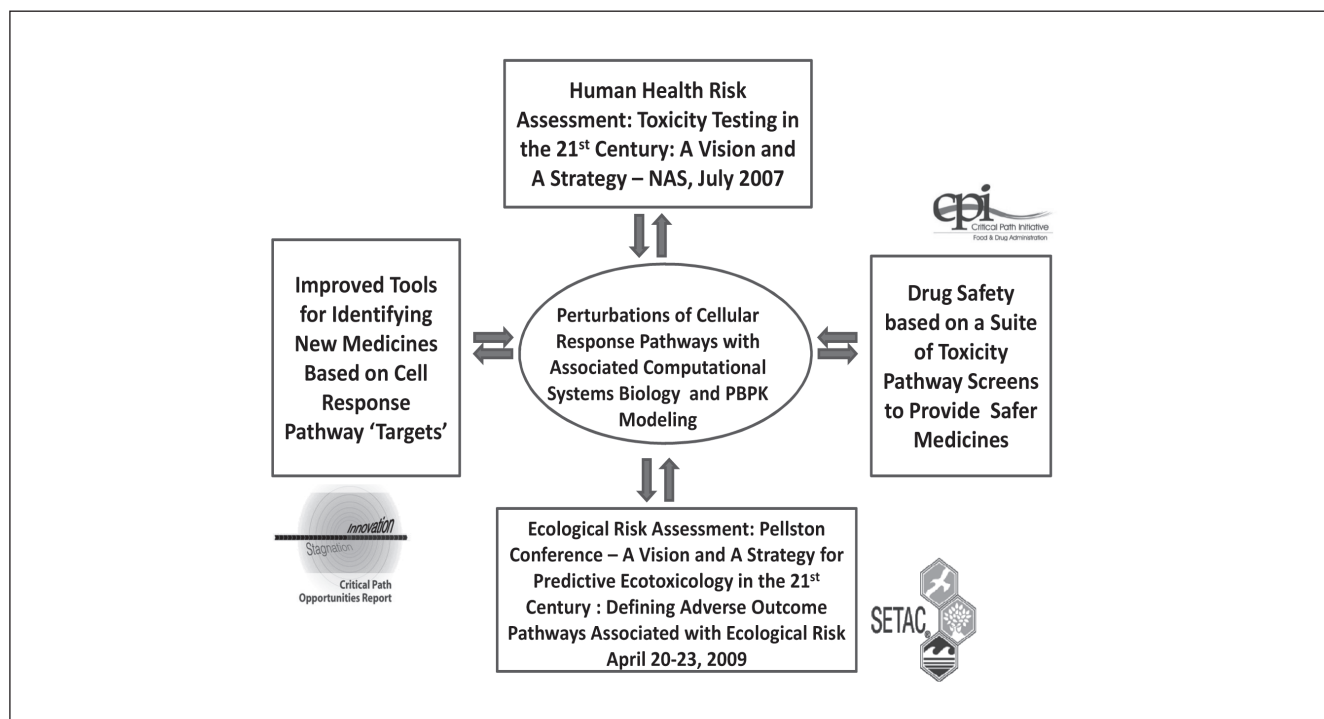 Human Health Risk
Assessment: Toxicity Testing in
the 21st Century: A Vision and
A Strategy – NAS, July 2007
cpi
Critical Path Initiative
Food & Drug Administration
Improved Tools
for Identifying
New Medicines
Based on Cell
Response
Pathway ‘Targets’
Perturbations of Cellular
Response Pathways with
Associated Computational
Systems Biology and PBPK
Modeling
Drug Safety
based on a Suite
of Toxicity
Pathway Screens
to Provide Safer
Medicines
Innovation
Stagnation
Critical Path
Opportunities Report
Ecological Risk Assessment: Pellston
Conference – A Vision and A Strategy for
Predictive Ecotoxicology in the 21st
Century : Defining Adverse Outcome
Pathways Associated with Ecological Risk
April 20-23, 2009
SETAC®